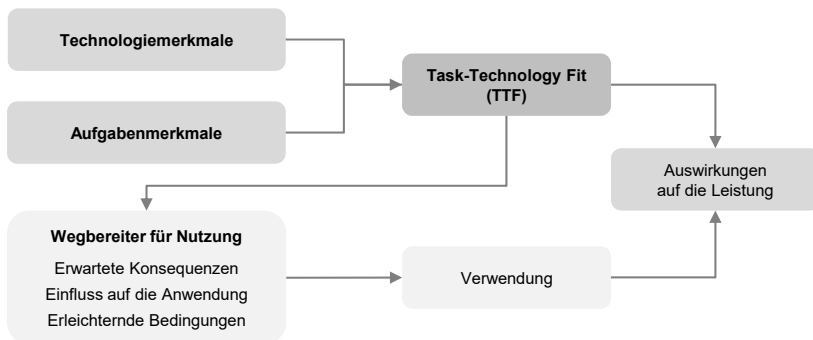 Technologiemerkmale
Aufgabenmerkmale
Task-Technology Fit
(TTF)
Auswirkungen
auf die Leistung
Wegbereiter für Nutzung
Erwartete Konsequenzen
Einfluss auf die Anwendung
Erleichternde Bedingungen
Verwendung